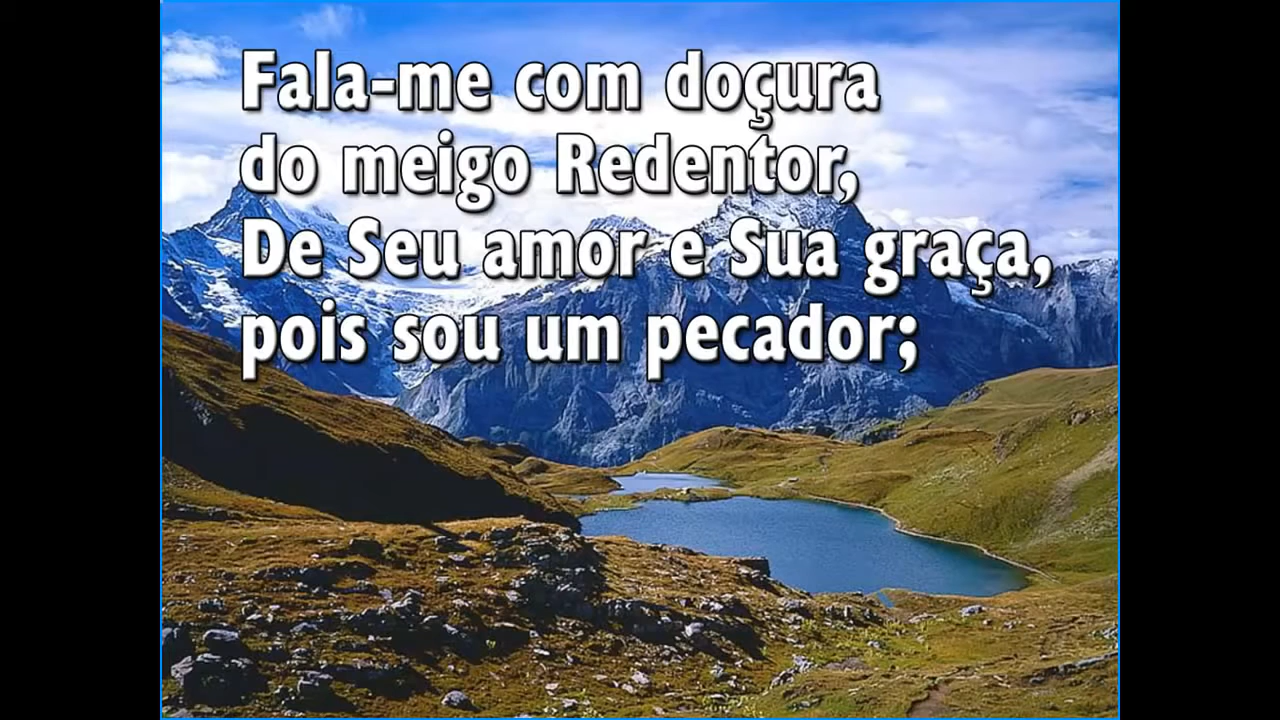 Fala-me com doçura
do meigo Redentor,
De Seu amor e Sua graça,
pois sou um pecador;